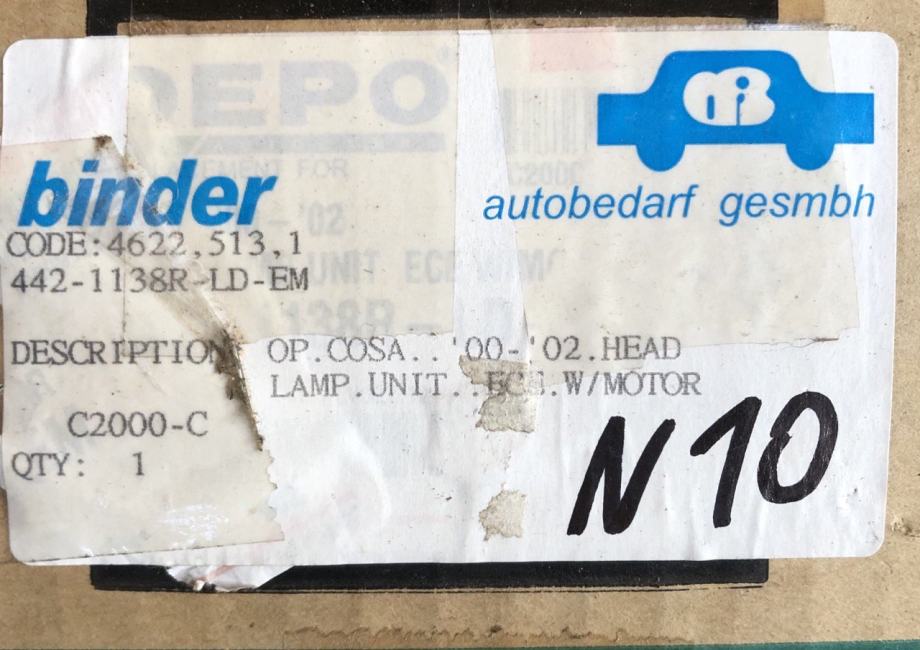 DEPO
binder
autobedarf gesmbh
CODE:4622,513,1
442-1138R-LD-EM
DESCRIPTION OP.COSA..'00-'02.HEAD
LAMP.UNIT..ECE.W/MOTOR
C2000-C
QTY: 1
N10